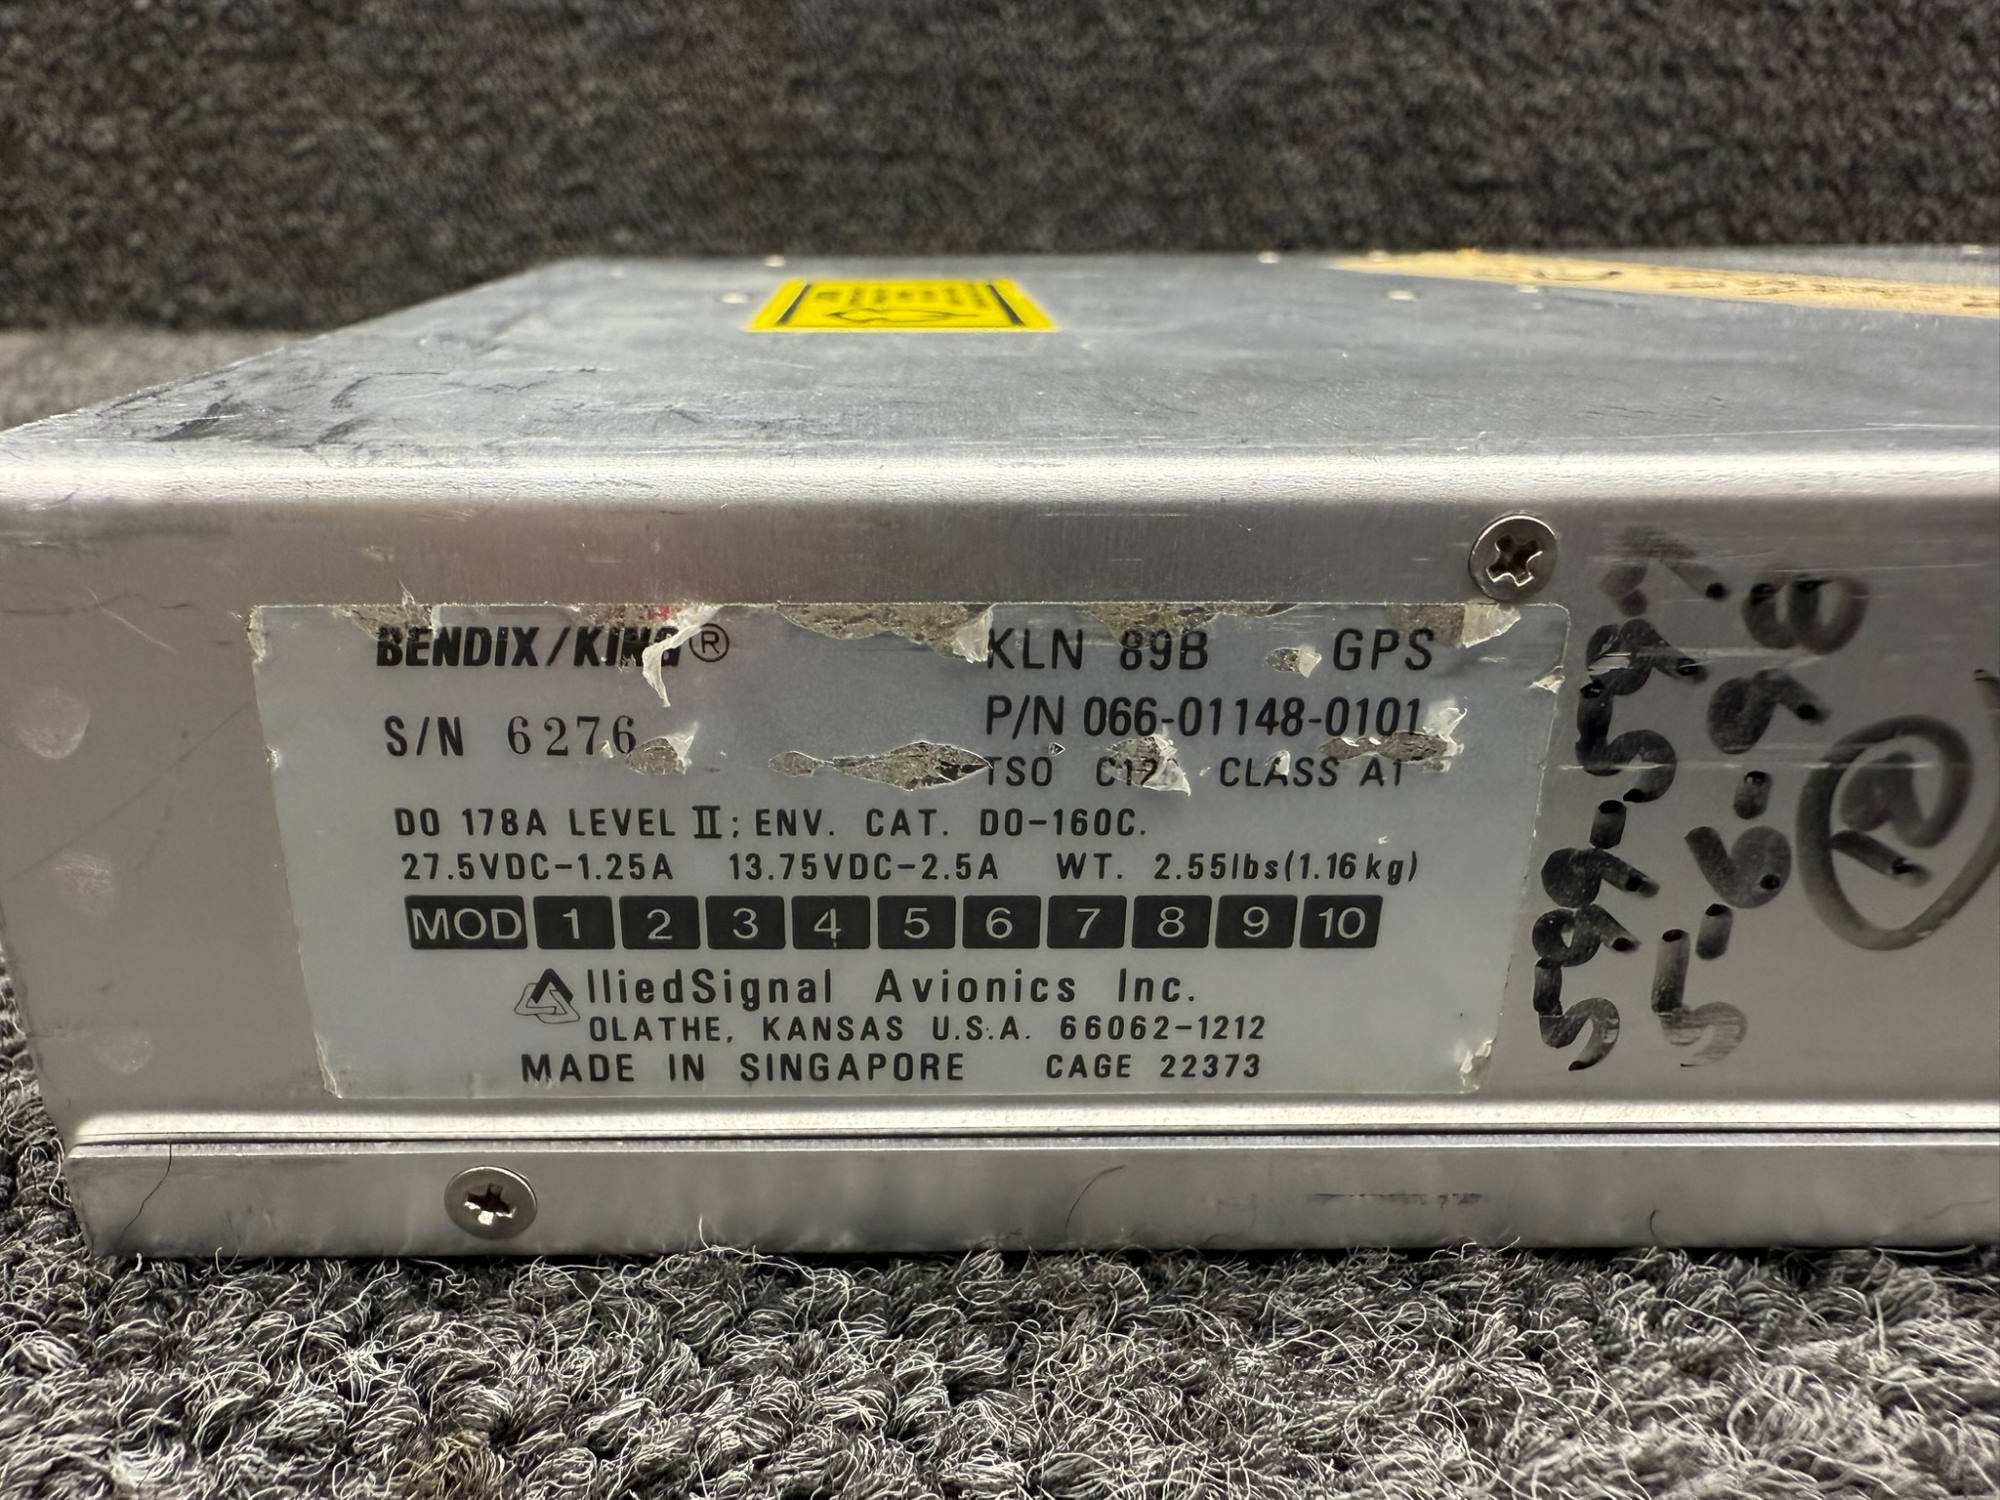 BENDIX/KING®
KLN 89B GPS
S/N 6276
P/N 066-01148-0101
TSO CLASS A1
DO 178A LEVEL II; ENV. CAT. DO-160C.
27.5VDC-1.25A 13.75VDC-2.5A WT. 2.55lbs(1.16kg)
MOD 1 2 3 4 5 6 7 8 9 10
AlliedSignal Avionics Inc.
OLATHE, KANSAS U.S.A. 66062-1212
MADE IN SINGAPORE CAGE 22373